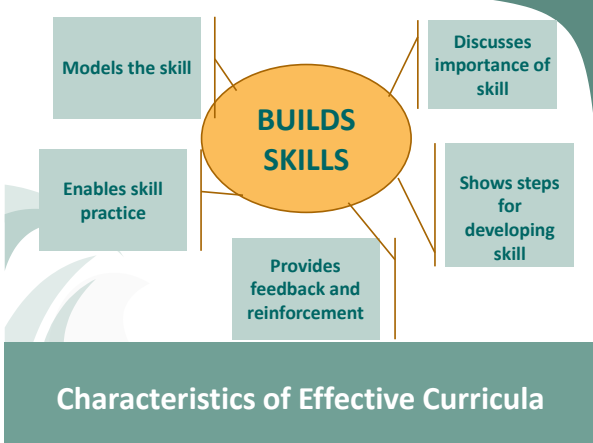 Models the skill
Discusses
importance of
skill
BUILDS
SKILLS
Enables skill
practice
Shows steps
for
developing
skill
Provides
feedback and
reinforcement
Characteristics of Effective Curricula